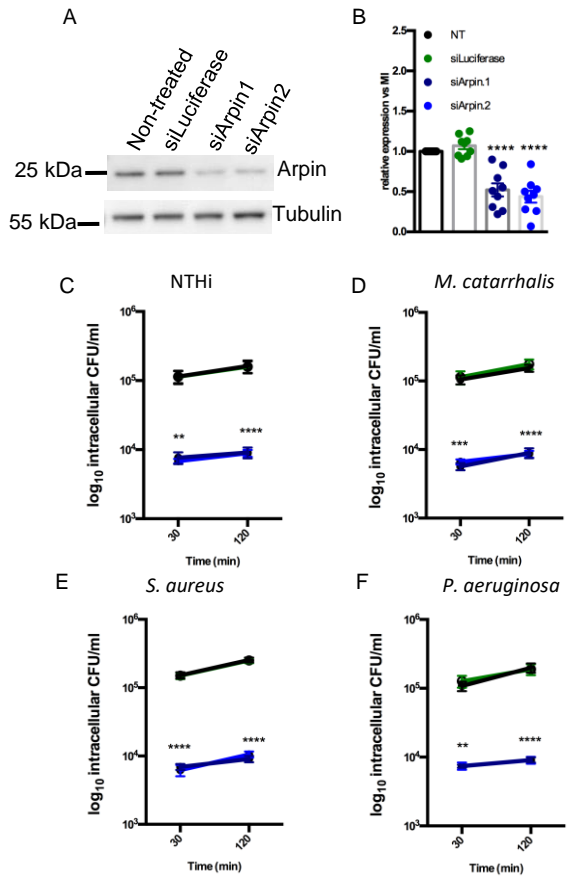 A
Non-treated
siLuciferase
siArpin1
siArpin2
25 kDa
Arpin
55 kDa
Tubulin
B
relative expression vs MI
2.5
2.0
1.5
1.0
0.5
0.0
NT
siLuciferase
siArpin.1
siArpin.2
**** ****
C NTHi
log10 intracellular CFU/ml
10⁶
10⁵
10⁴
10³
** ****
30 120
Time (min)
D M. catarrhalis
log10 intracellular CFU/ml
10⁶
10⁵
10⁴
10³
*** ****
30 120
Time (min)
E S. aureus
log10 intracellular CFU/ml
10⁶
10⁵
10⁴
10³
**** ****
30 120
Time (min)
F P. aeruginosa
log10 intracellular CFU/ml
10⁶
10⁵
10⁴
10³
** ****
30 120
Time (min)